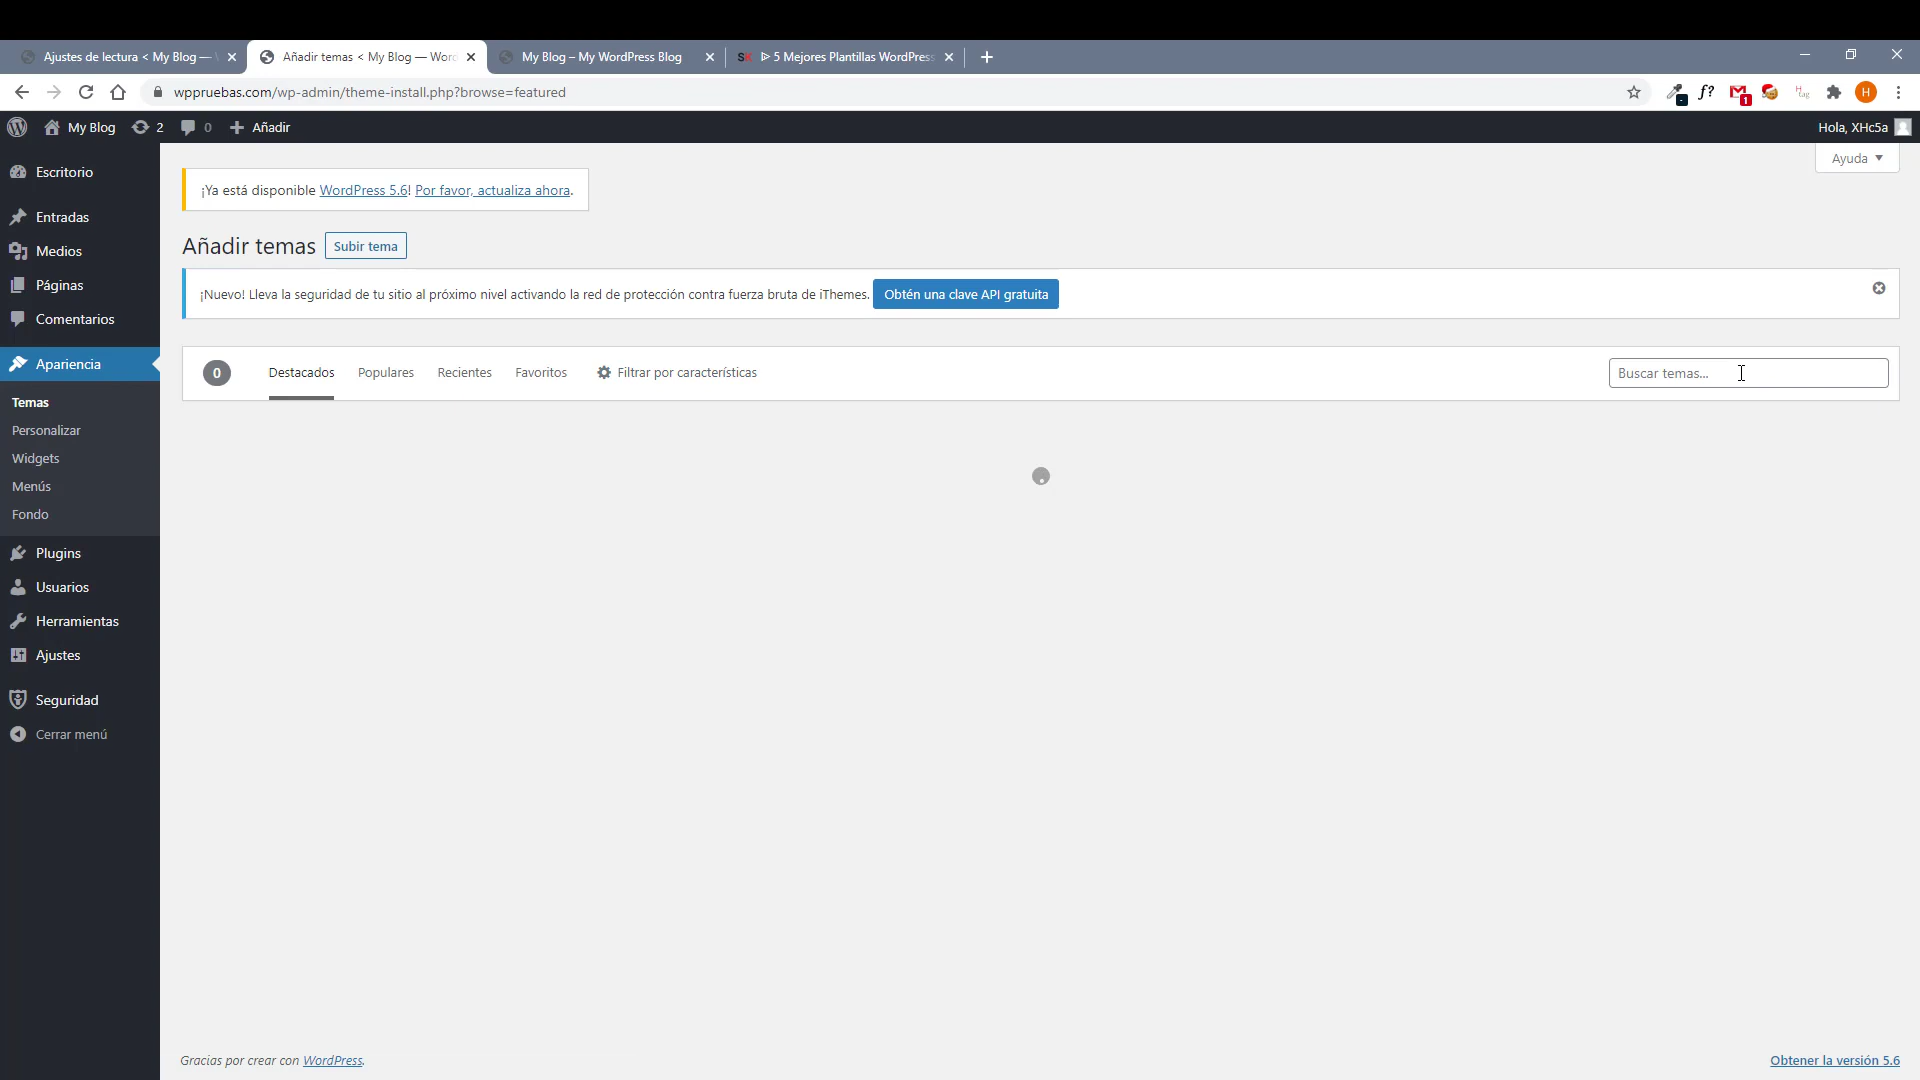 Ajustes de lectura < My Blog —
Añadir temas < My Blog — Wor
My Blog – My WordPress Blog
SK
ᐅ 5 Mejores Plantillas WordPress
wppruebas.com/wp-admin/theme-install.php?browse=featured
f?
1
H
My Blog
2
0
Añadir
Hola, XHc5a
Escritorio
Entradas
Medios
Páginas
Comentarios
Apariencia
Temas
Personalizar
Widgets
Menús
Fondo
Plugins
Usuarios
Herramientas
Ajustes
Seguridad
Cerrar menú
Ayuda
¡Ya está disponible WordPress 5.6! Por favor, actualiza ahora.
Añadir temas
Subir tema
¡Nuevo! Lleva la seguridad de tu sitio al próximo nivel activando la red de protección contra fuerza bruta de iThemes.
Obtén una clave API gratuita
0
Destacados
Populares
Recientes
Favoritos
Filtrar por características
Buscar temas...
Gracias por crear con WordPress.
Obtener la versión 5.6